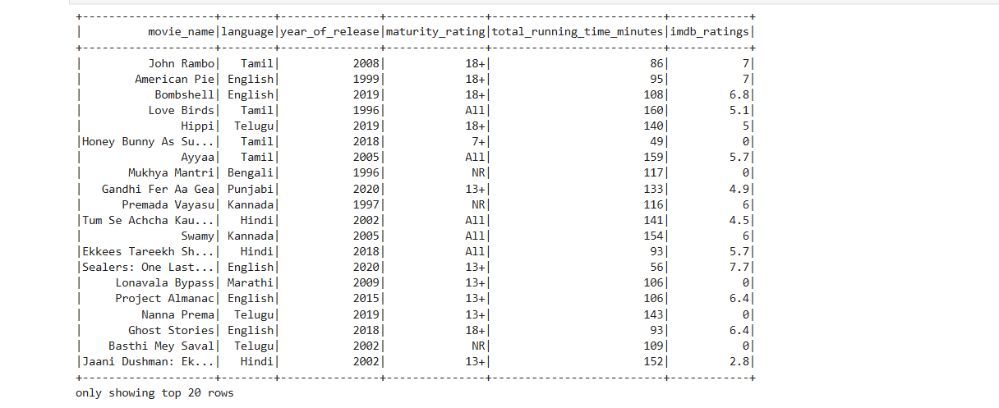 +--------------------+--------+---------------+---------------+--------------------------+------------+
|          movie_name|language|year_of_release|maturity_rating|total_running_time_minutes|imdb_ratings|
+--------------------+--------+---------------+---------------+--------------------------+------------+
|          John Rambo|   Tamil|           2008|            18+|                        86|           7|
|        American Pie| English|           1999|            18+|                        95|           7|
|           Bombshell| English|           2019|            18+|                       108|         6.8|
|          Love Birds|   Tamil|           1996|            All|                       160|         5.1|
|               Hippi|  Telugu|           2019|            18+|                       140|           5|
|Honey Bunny As Su...|   Tamil|           2018|             7+|                        49|           0|
|               Ayyaa|   Tamil|           2005|            All|                       159|         5.7|
|       Mukhya Mantri| Bengali|           1996|             NR|                       117|           0|
|   Gandhi Fer Aa Gea| Punjabi|           2020|            13+|                       133|         4.9|
|      Premada Vayasu| Kannada|           1997|             NR|                       116|           6|
|Tum Se Achcha Kau...|   Hindi|           2002|            All|                       141|         4.5|
|               Swamy| Kannada|           2005|            All|                       154|           6|
|Ekkees Tareekh Sh...|   Hindi|           2018|            All|                        93|         5.7|
|Sealers: One Last...| English|           2020|            13+|                        56|         7.7|
|     Lonavala Bypass| Marathi|           2009|            13+|                       106|           0|
|     Project Almanac| English|           2015|            13+|                       106|         6.4|
|         Nanna Prema|  Telugu|           2019|            13+|                       143|           0|
|       Ghost Stories| English|           2018|            18+|                        93|         6.4|
|    Basthi Mey Saval|  Telugu|           2002|             NR|                       109|           0|
|Jaani Dushman: Ek...|   Hindi|           2002|            13+|                       152|         2.8|
+--------------------+--------+---------------+---------------+--------------------------+------------+
only showing top 20 rows